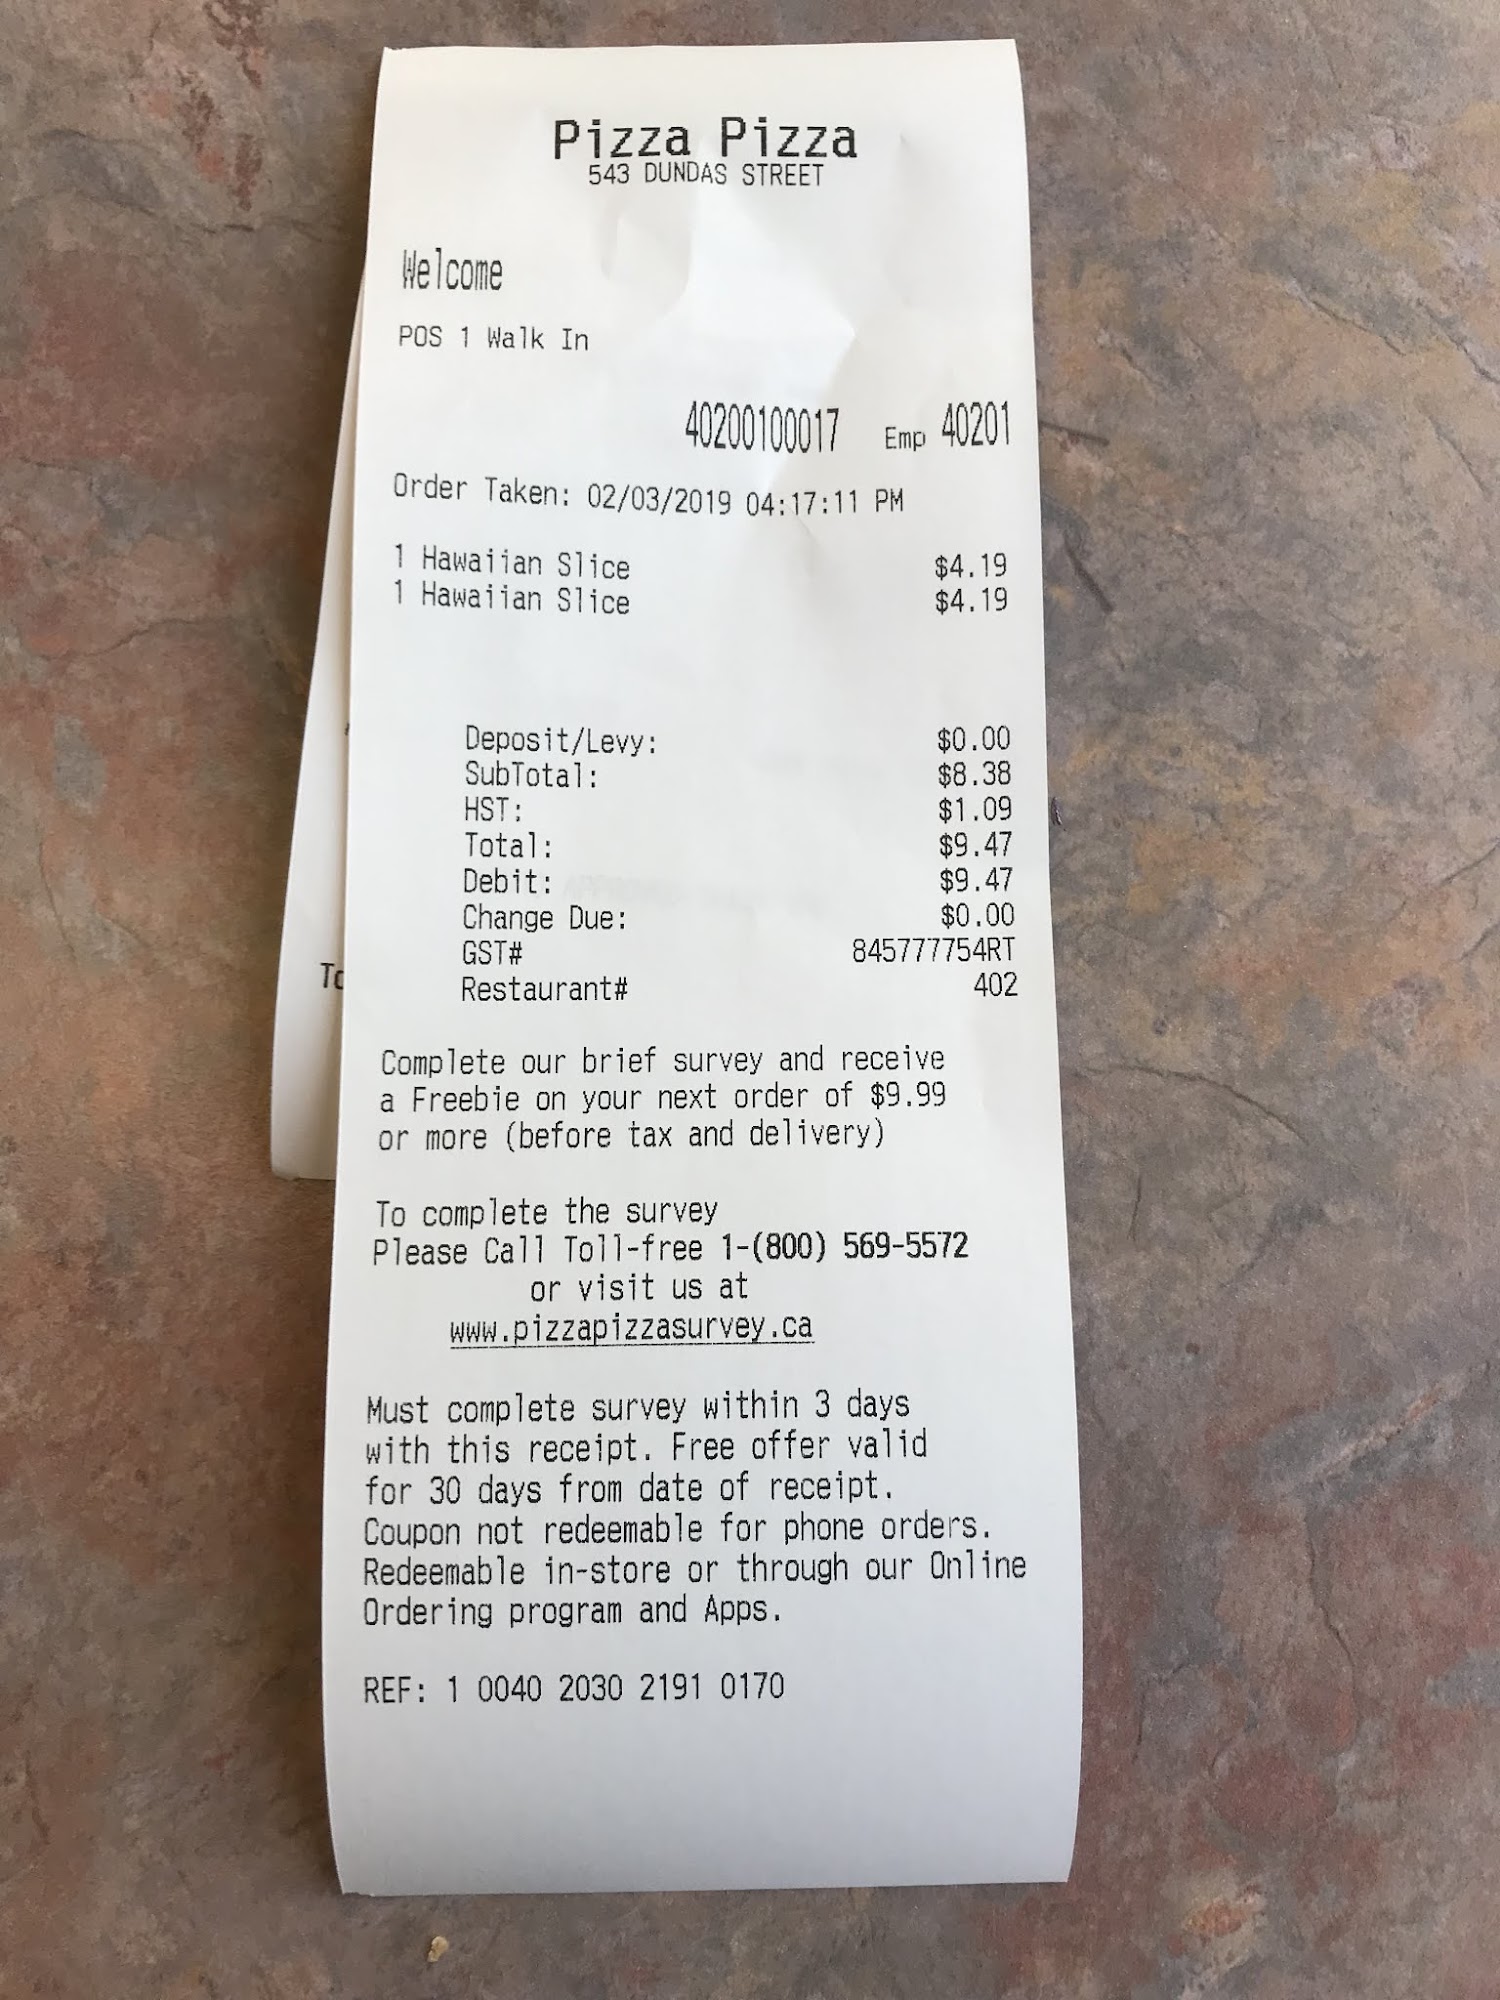 Pizza Pizza
543 DUNDAS STREET
Welcome
POS 1 Walk In
40200100017 Emp 40201
Order Taken: 02/03/2019 04:17:11 PM
1 Hawaiian Slice $4.19
1 Hawaiian Slice $4.19
Deposit/Levy: $0.00
SubTotal: $8.38
HST: $1.09
Total: $9.47
Debit: $9.47
Change Due: $0.00
GST# 845777754RT
Restaurant# 402
Complete our brief survey and receive
a Freebie on your next order of $9.99
or more (before tax and delivery)
To complete the survey
Please Call Toll-free 1-(800) 569-5572
or visit us at
www.pizzapizzasurvey.ca
Must complete survey within 3 days
with this receipt. Free offer valid
for 30 days from date of receipt.
Coupon not redeemable for phone orders.
Redeemable in-store or through our Online
Ordering program and Apps.
REF: 1 0040 2030 2191 0170